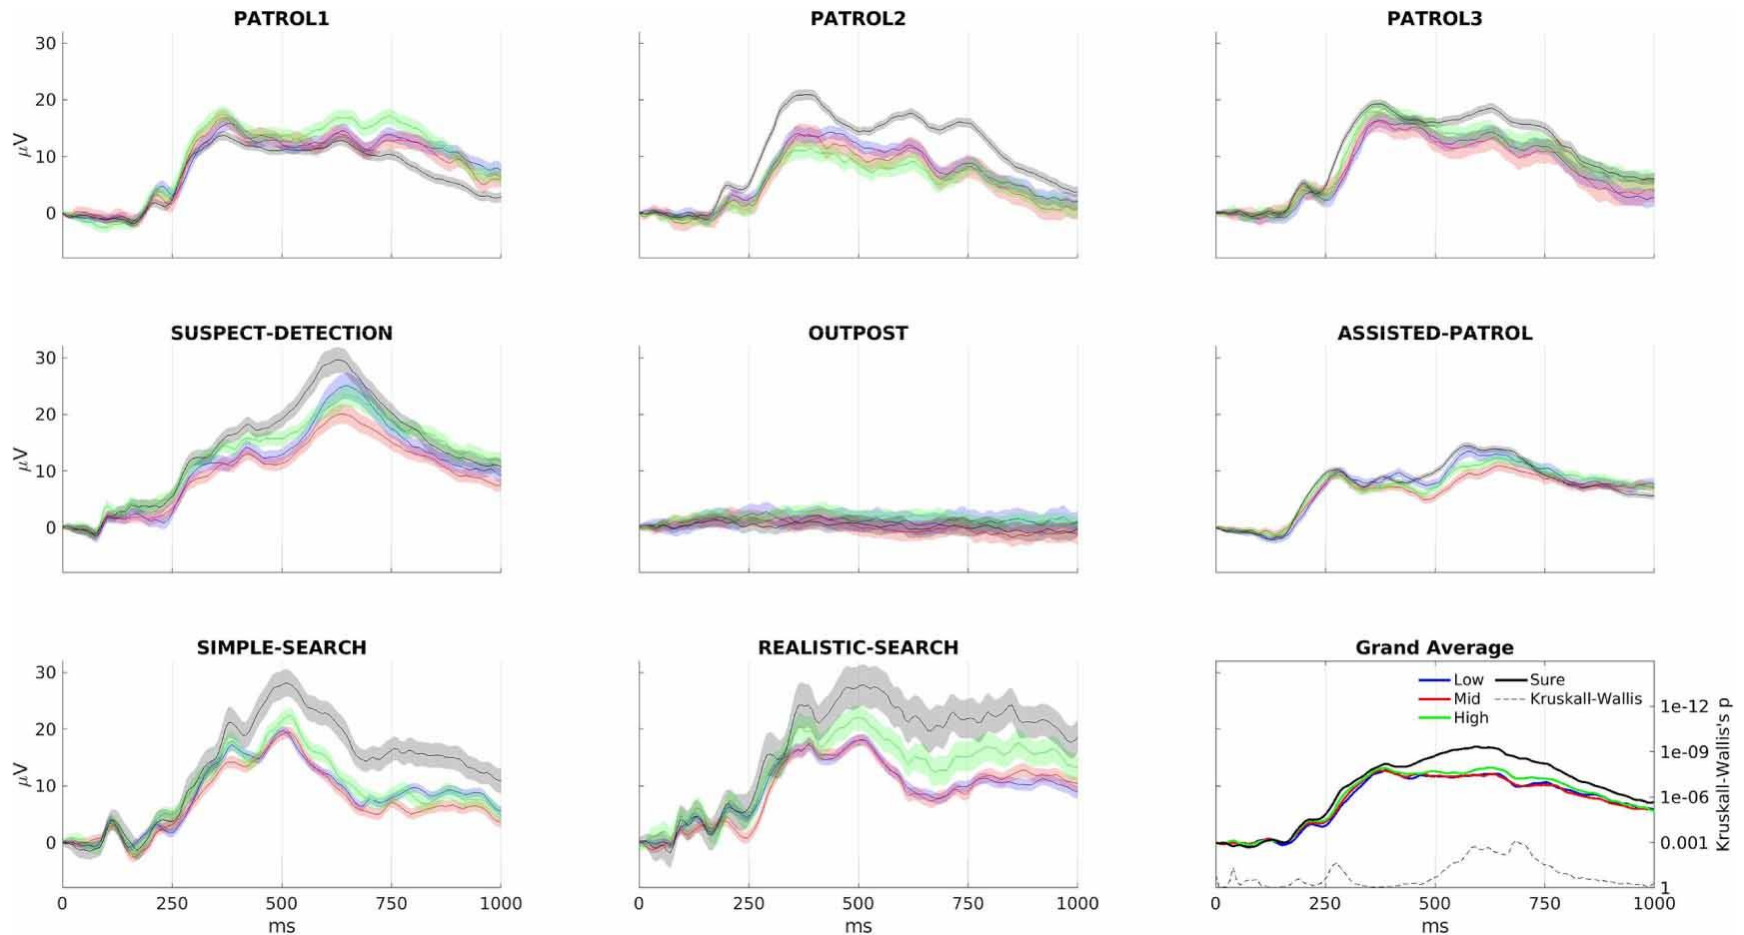 PATROL1 PATROL2 PATROL3
30
20
10
0
μV
SUSPECT-DETECTION OUTPOST ASSISTED-PATROL
30
20
10
0
μV
SIMPLE-SEARCH REALISTIC-SEARCH Grand Average
30
20
10
0
μV
Low Sure
Mid Kruskall-Wallis
High
1e-12
1e-09
1e-06
0.001
1
Kruskall-Wallis's p
0 250 500 750 1000 0 250 500 750 1000 0 250 500 750 1000
ms ms ms